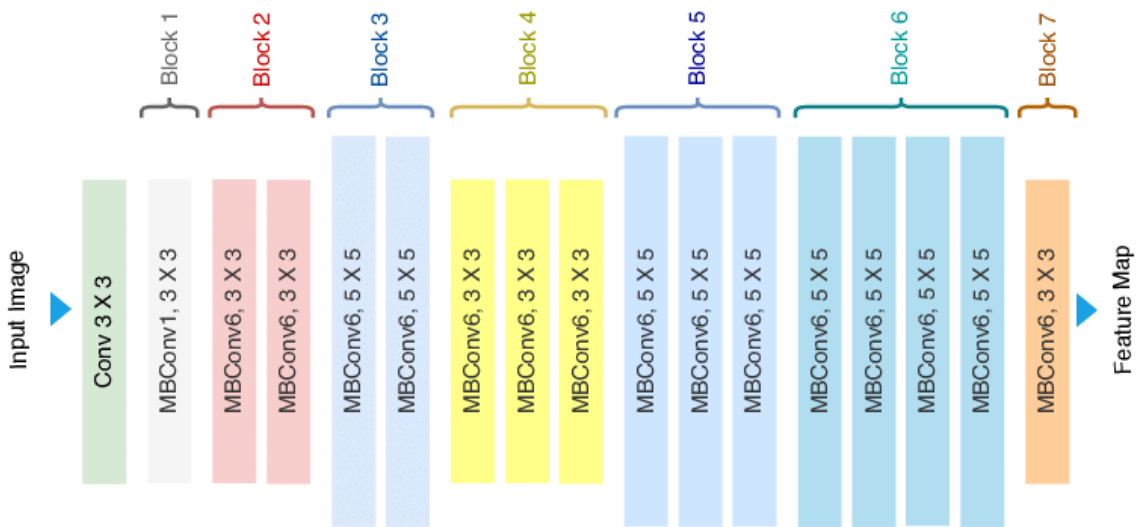 Input Image
Conv 3 X 3
Block 1
MBConv1, 3 X 3
Block 2
MBConv6, 3 X 3
MBConv6, 3 X 3
Block 3
MBConv6, 5 X 5
MBConv6, 5 X 5
Block 4
MBConv6, 3 X 3
MBConv6, 3 X 3
MBConv6, 3 X 3
Block 5
MBConv6, 5 X 5
MBConv6, 5 X 5
MBConv6, 5 X 5
Block 6
MBConv6, 5 X 5
MBConv6, 5 X 5
MBConv6, 5 X 5
MBConv6, 5 X 5
Block 7
MBConv6, 3 X 3
Feature Map